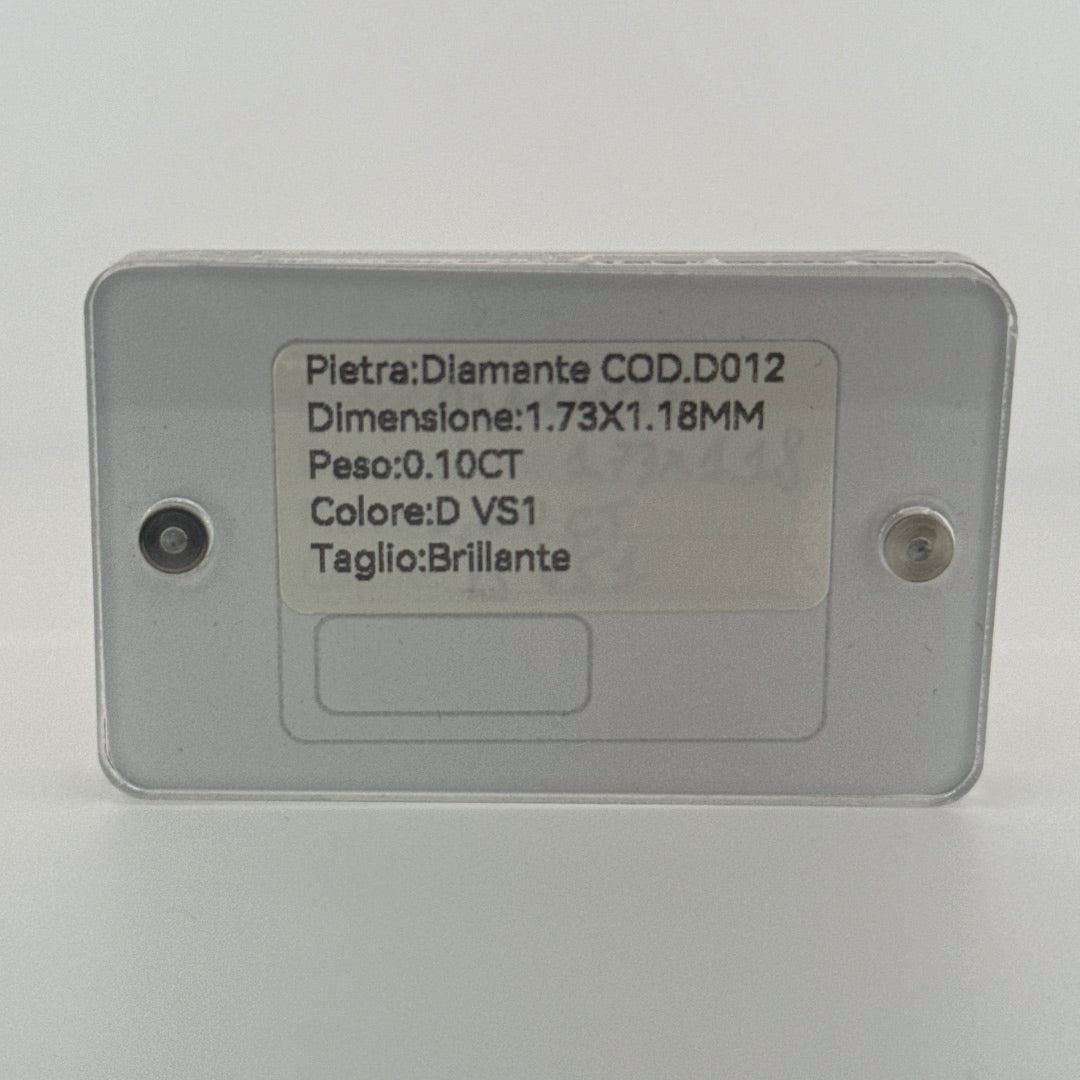 Pietra:Diamante COD.D012
Dimensione:1.73X1.18MM
Peso:0.10CT
Colore:D VS1
Taglio:Brillante